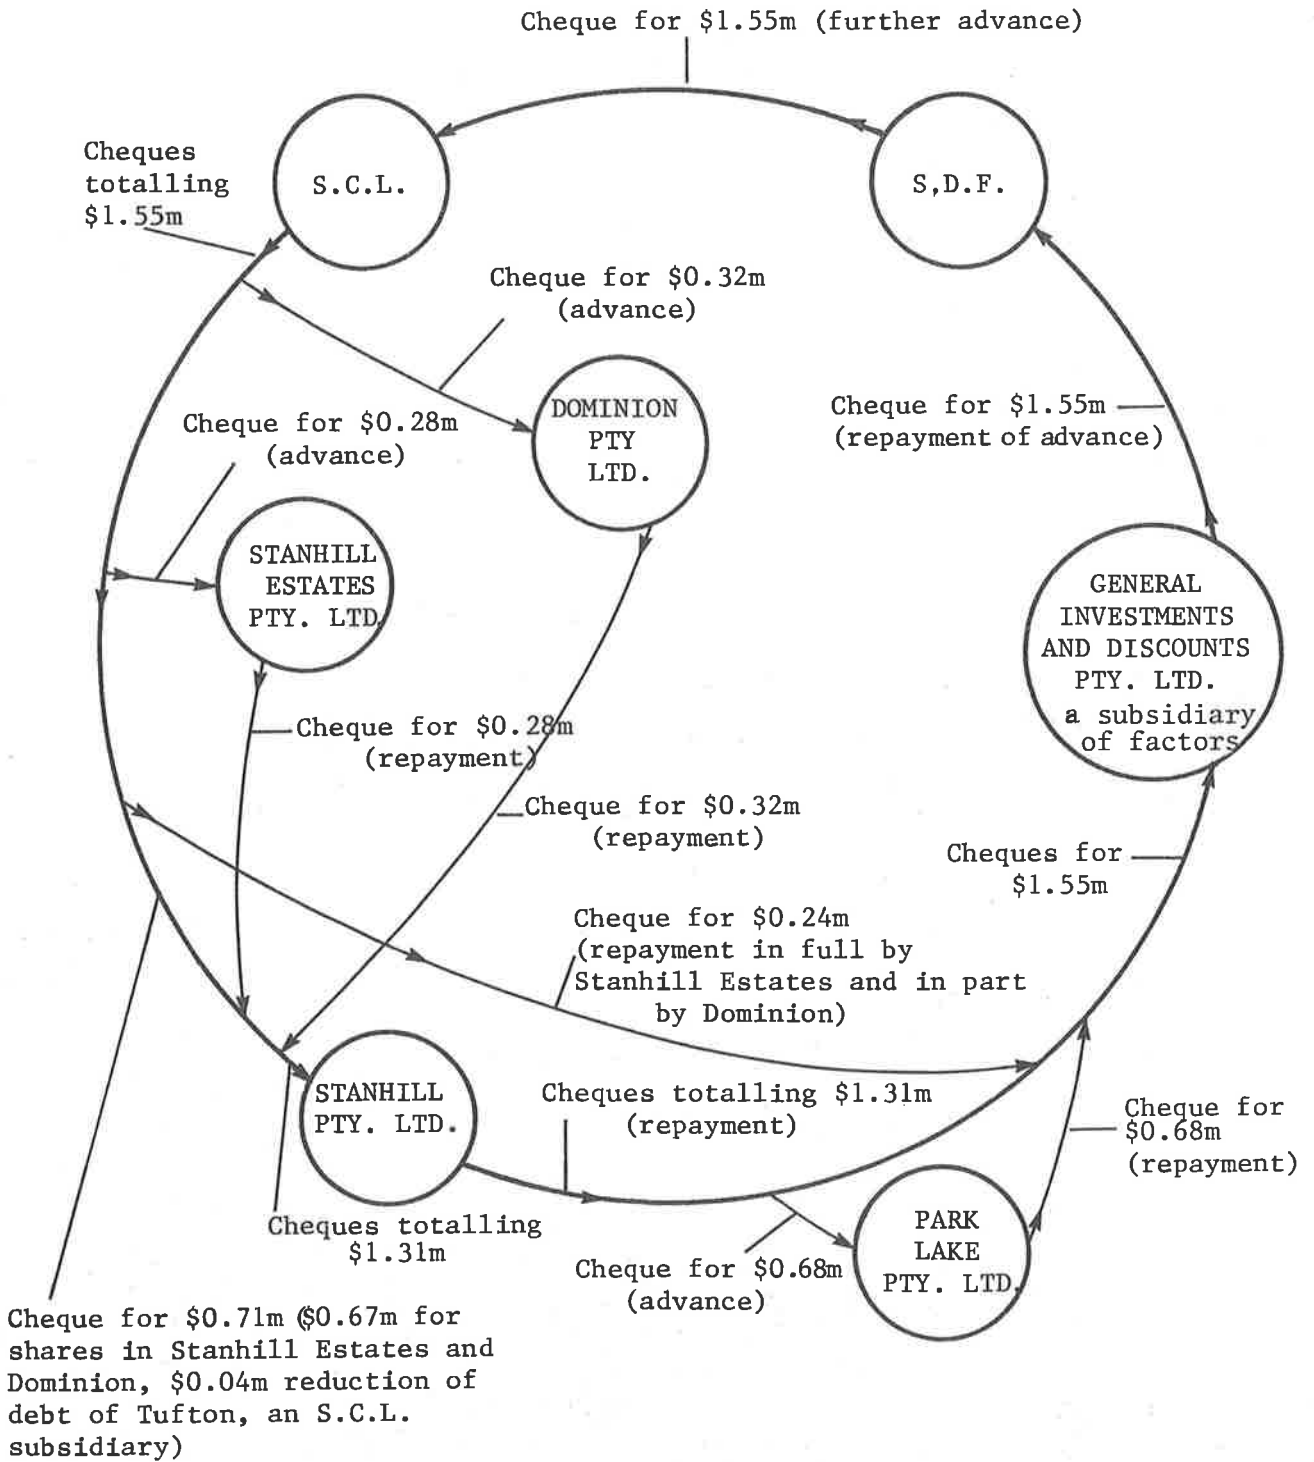 Cheque for $1.55m (further advance)
Cheques
totalling
$1.55m
S.C.L.
S,D.F.
Cheque for $0.32m
(advance)
DOMINION
PTY
LTD.
Cheque for $1.55m
(repayment of advance)
Cheque for $0.28m
(advance)
STANHILL
ESTATES
PTY. LTD.
GENERAL
INVESTMENTS
AND DISCOUNTS
PTY. LTD.
a subsidiary
of factors
Cheque for $0.28m
(repayment)
Cheque for $0.32m
(repayment)
Cheques for
$1.55m
Cheque for $0.24m
(repayment in full by
Stanhill Estates and in part
by Dominion)
STANHILL
PTY. LTD.
Cheques totalling $1.31m
(repayment)
Cheque for
$0.68m
(repayment)
Cheques totalling
$1.31m
Cheque for $0.68m
(advance)
PARK
LAKE
PTY. LTD.
Cheque for $0.71m ($0.67m for
shares in Stanhill Estates and
Dominion, $0.04m reduction of
debt of Tufton, an S.C.L.
subsidiary)